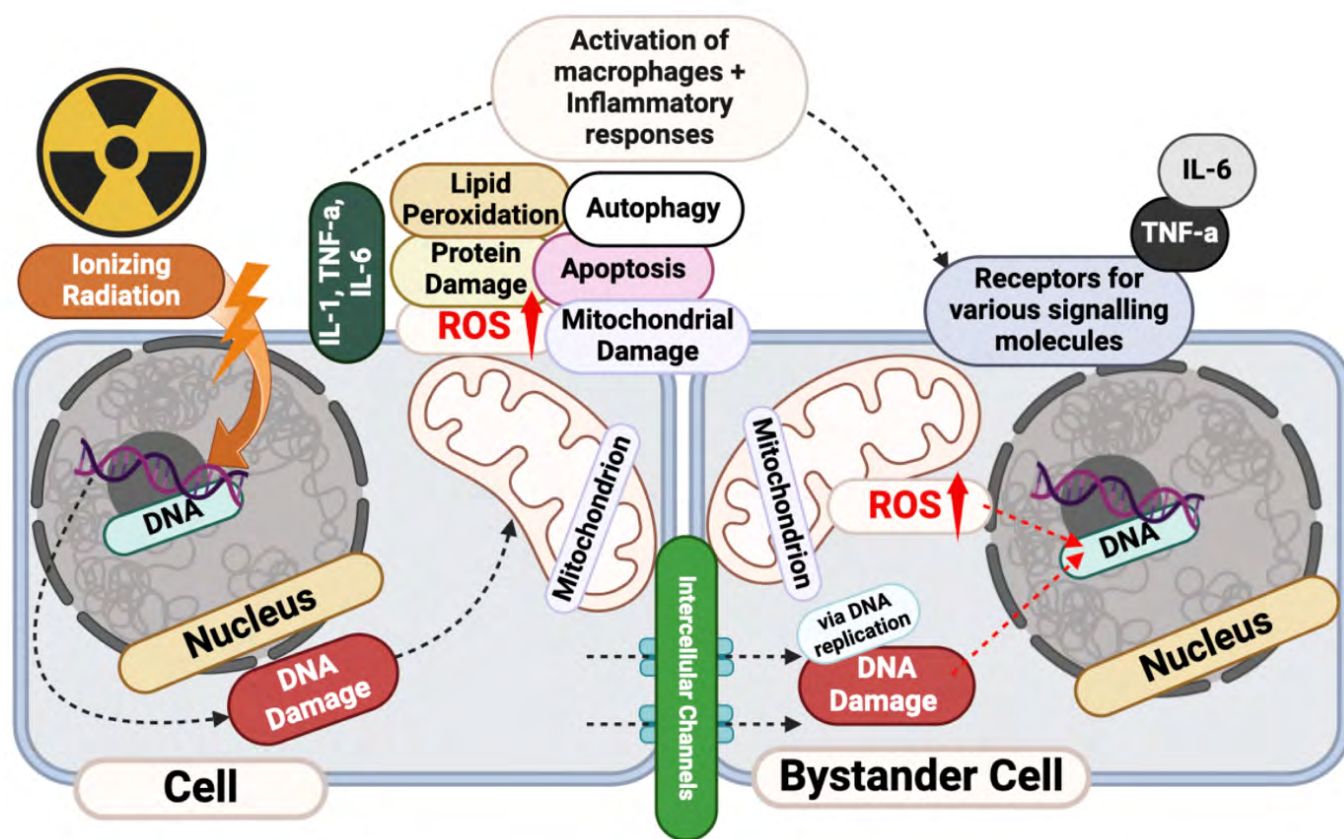 Activation of
macrophages +
Inflammatory
responses
Ionizing
Radiation
IL-1, TNF-a,
IL-6
Lipid
Peroxidation
Autophagy
Protein
Damage
Apoptosis
ROS
Mitochondrial
Damage
IL-6
TNF-a
Receptors for
various signalling
molecules
DNA
Nucleus
DNA
Damage
Mitochondrion
Cell
Intercellular Channels
Mitochondrion
ROS
DNA
Nucleus
via DNA
replication
DNA
Damage
Bystander Cell